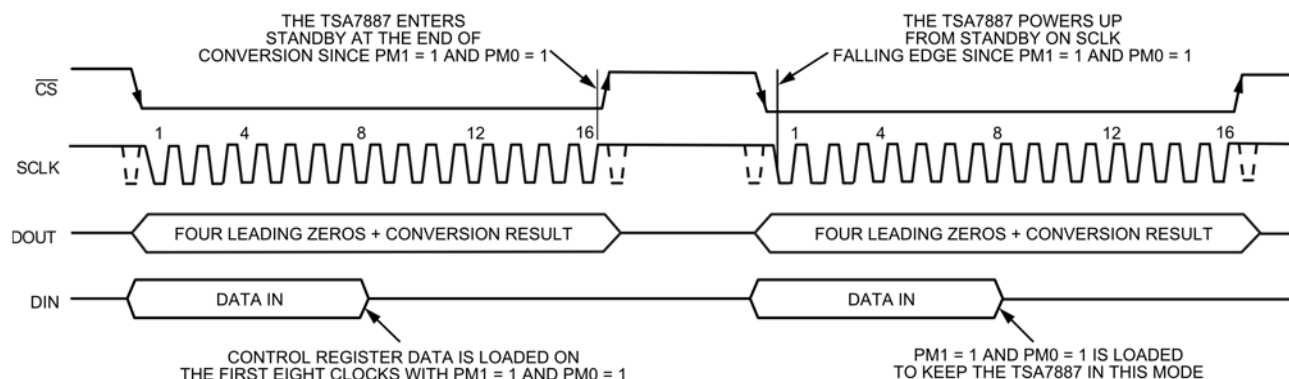 THE TSA7887 ENTERS
STANDBY AT THE END OF
CONVERSION SINCE PM1 = 1 AND PM0 = 1
THE TSA7887 POWERS UP
FROM STANDBY ON SCLK
FALLING EDGE SINCE PM1 = 1 AND PM0 = 1
CS
1 4 8 12 16 1 4 8 12 16
SCLK
DOUT FOUR LEADING ZEROS + CONVERSION RESULT FOUR LEADING ZEROS + CONVERSION RESULT
DIN DATA IN DATA IN
CONTROL REGISTER DATA IS LOADED ON
THE FIRST EIGHT CLOCKS WITH PM1 = 1 AND PM0 = 1
PM1 = 1 AND PM0 = 1 IS LOADED
TO KEEP THE TSA7887 IN THIS MODE